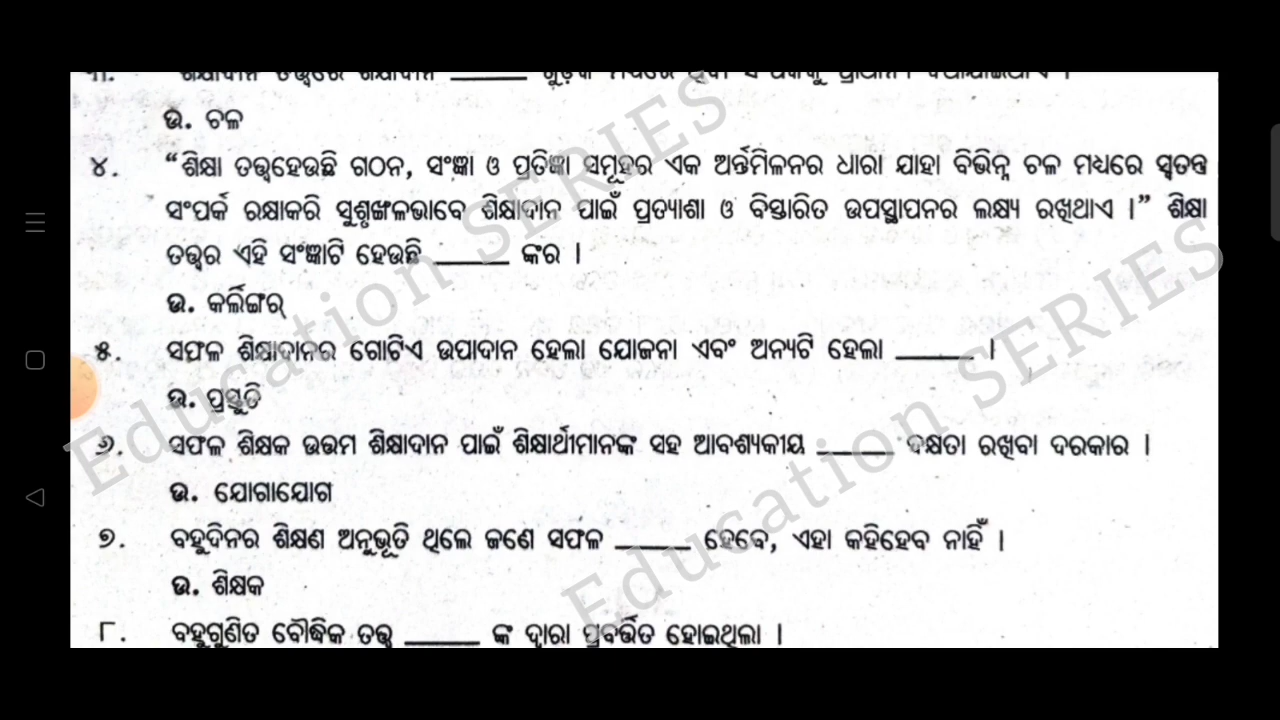 ଉ. ଚଳ
୪. “ଶିକ୍ଷା ତତ୍ତ୍ୱହେଉଛି ଗଠନ, ସଂଜ୍ଞା ଓ ପ୍ରତିଜ୍ଞା ସମୂହର ଏକ ଅର୍ନ୍ତମିଳନର ଧାରା ଯାହା ବିଭିନ୍ନ ଚଳ ମଧ୍ୟରେ ସ୍ୱତନ୍ତ୍ର
ସଂପର୍କ ରକ୍ଷାକରି ସୁଶୃଙ୍ଖଳଭାବେ ଶିକ୍ଷାଦାନ ପାଇଁ ପ୍ରତ୍ୟାଶା ଓ ବିସ୍ତାରିତ ଉପସ୍ଥାପନର ଲକ୍ଷ୍ୟ ରଖିଥାଏ ।” ଶିକ୍ଷା
ତତ୍ତ୍ୱର ଏହି ସଂଜ୍ଞାଟି ହେଉଛି _____ ଙ୍କର ।
ଉ. କର୍ଲିଙ୍ଗର୍
୫. ସଫଳ ଶିକ୍ଷାଦାନର ଗୋଟିଏ ଉପାଦାନ ହେଲା ଯୋଜନା ଏବଂ ଅନ୍ୟଟି ହେଲା _____ ।
ଉ. ପ୍ରସ୍ତୁତି
୬. ସଫଳ ଶିକ୍ଷକ ଉତ୍ତମ ଶିକ୍ଷାଦାନ ପାଇଁ ଶିକ୍ଷାର୍ଥୀମାନଙ୍କ ସହ ଆବଶ୍ୟକୀୟ _____ ଦକ୍ଷତା ରଖିବା ଦରକାର ।
ଉ. ଯୋଗାଯୋଗ
୭. ବହୁଦିନର ଶିକ୍ଷଣ ଅନୁଭୂତି ଥିଲେ ଜଣେ ସଫଳ _____ ହେବେ, ଏହା କହିହେବ ନାହିଁ ।
ଉ. ଶିକ୍ଷକ
୮. ବହୁଗୁଣିତ ବୌଦ୍ଧିକ ତତ୍ତ୍ୱ _____ ଙ୍କ ଦ୍ୱାରା ପ୍ରବର୍ତ୍ତିତ ହୋଇଥିଲା ।
Education SERIES
Education SERIES